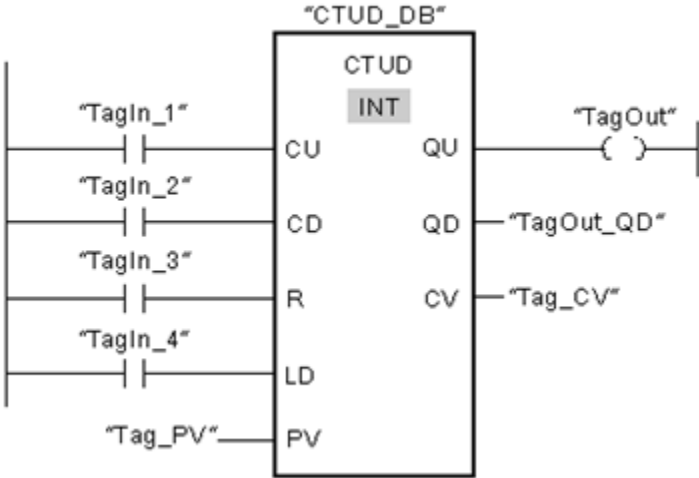 "CTUD_DB"
CTUD
INT
"TagIn_1"
CU
QU
"TagOut"
"TagIn_2"
CD
QD
"TagOut_QD"
"TagIn_3"
R
CV
"Tag_CV"
"TagIn_4"
LD
"Tag_PV"
PV